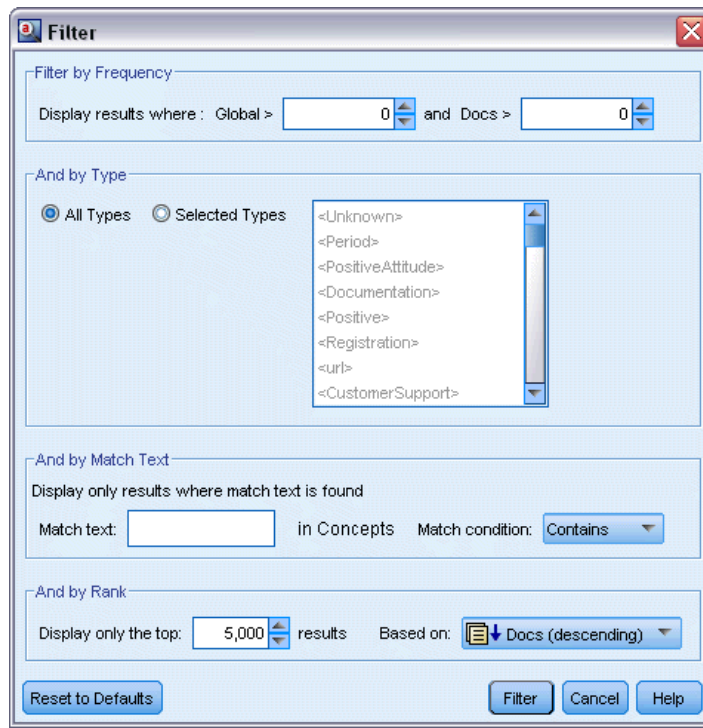 Filter
Filter by Frequency
Display results where : Global > 0 and Docs > 0
And by Type
All Types Selected Types
<Unknown>
<Period>
<PositiveAttitude>
<Documentation>
<Positive>
<Registration>
<url>
<CustomerSupport>
And by Match Text
Display only results where match text is found
Match text: in Concepts Match condition: Contains
And by Rank
Display only the top: 5,000 results Based on: Docs (descending)
Reset to Defaults Filter Cancel Help